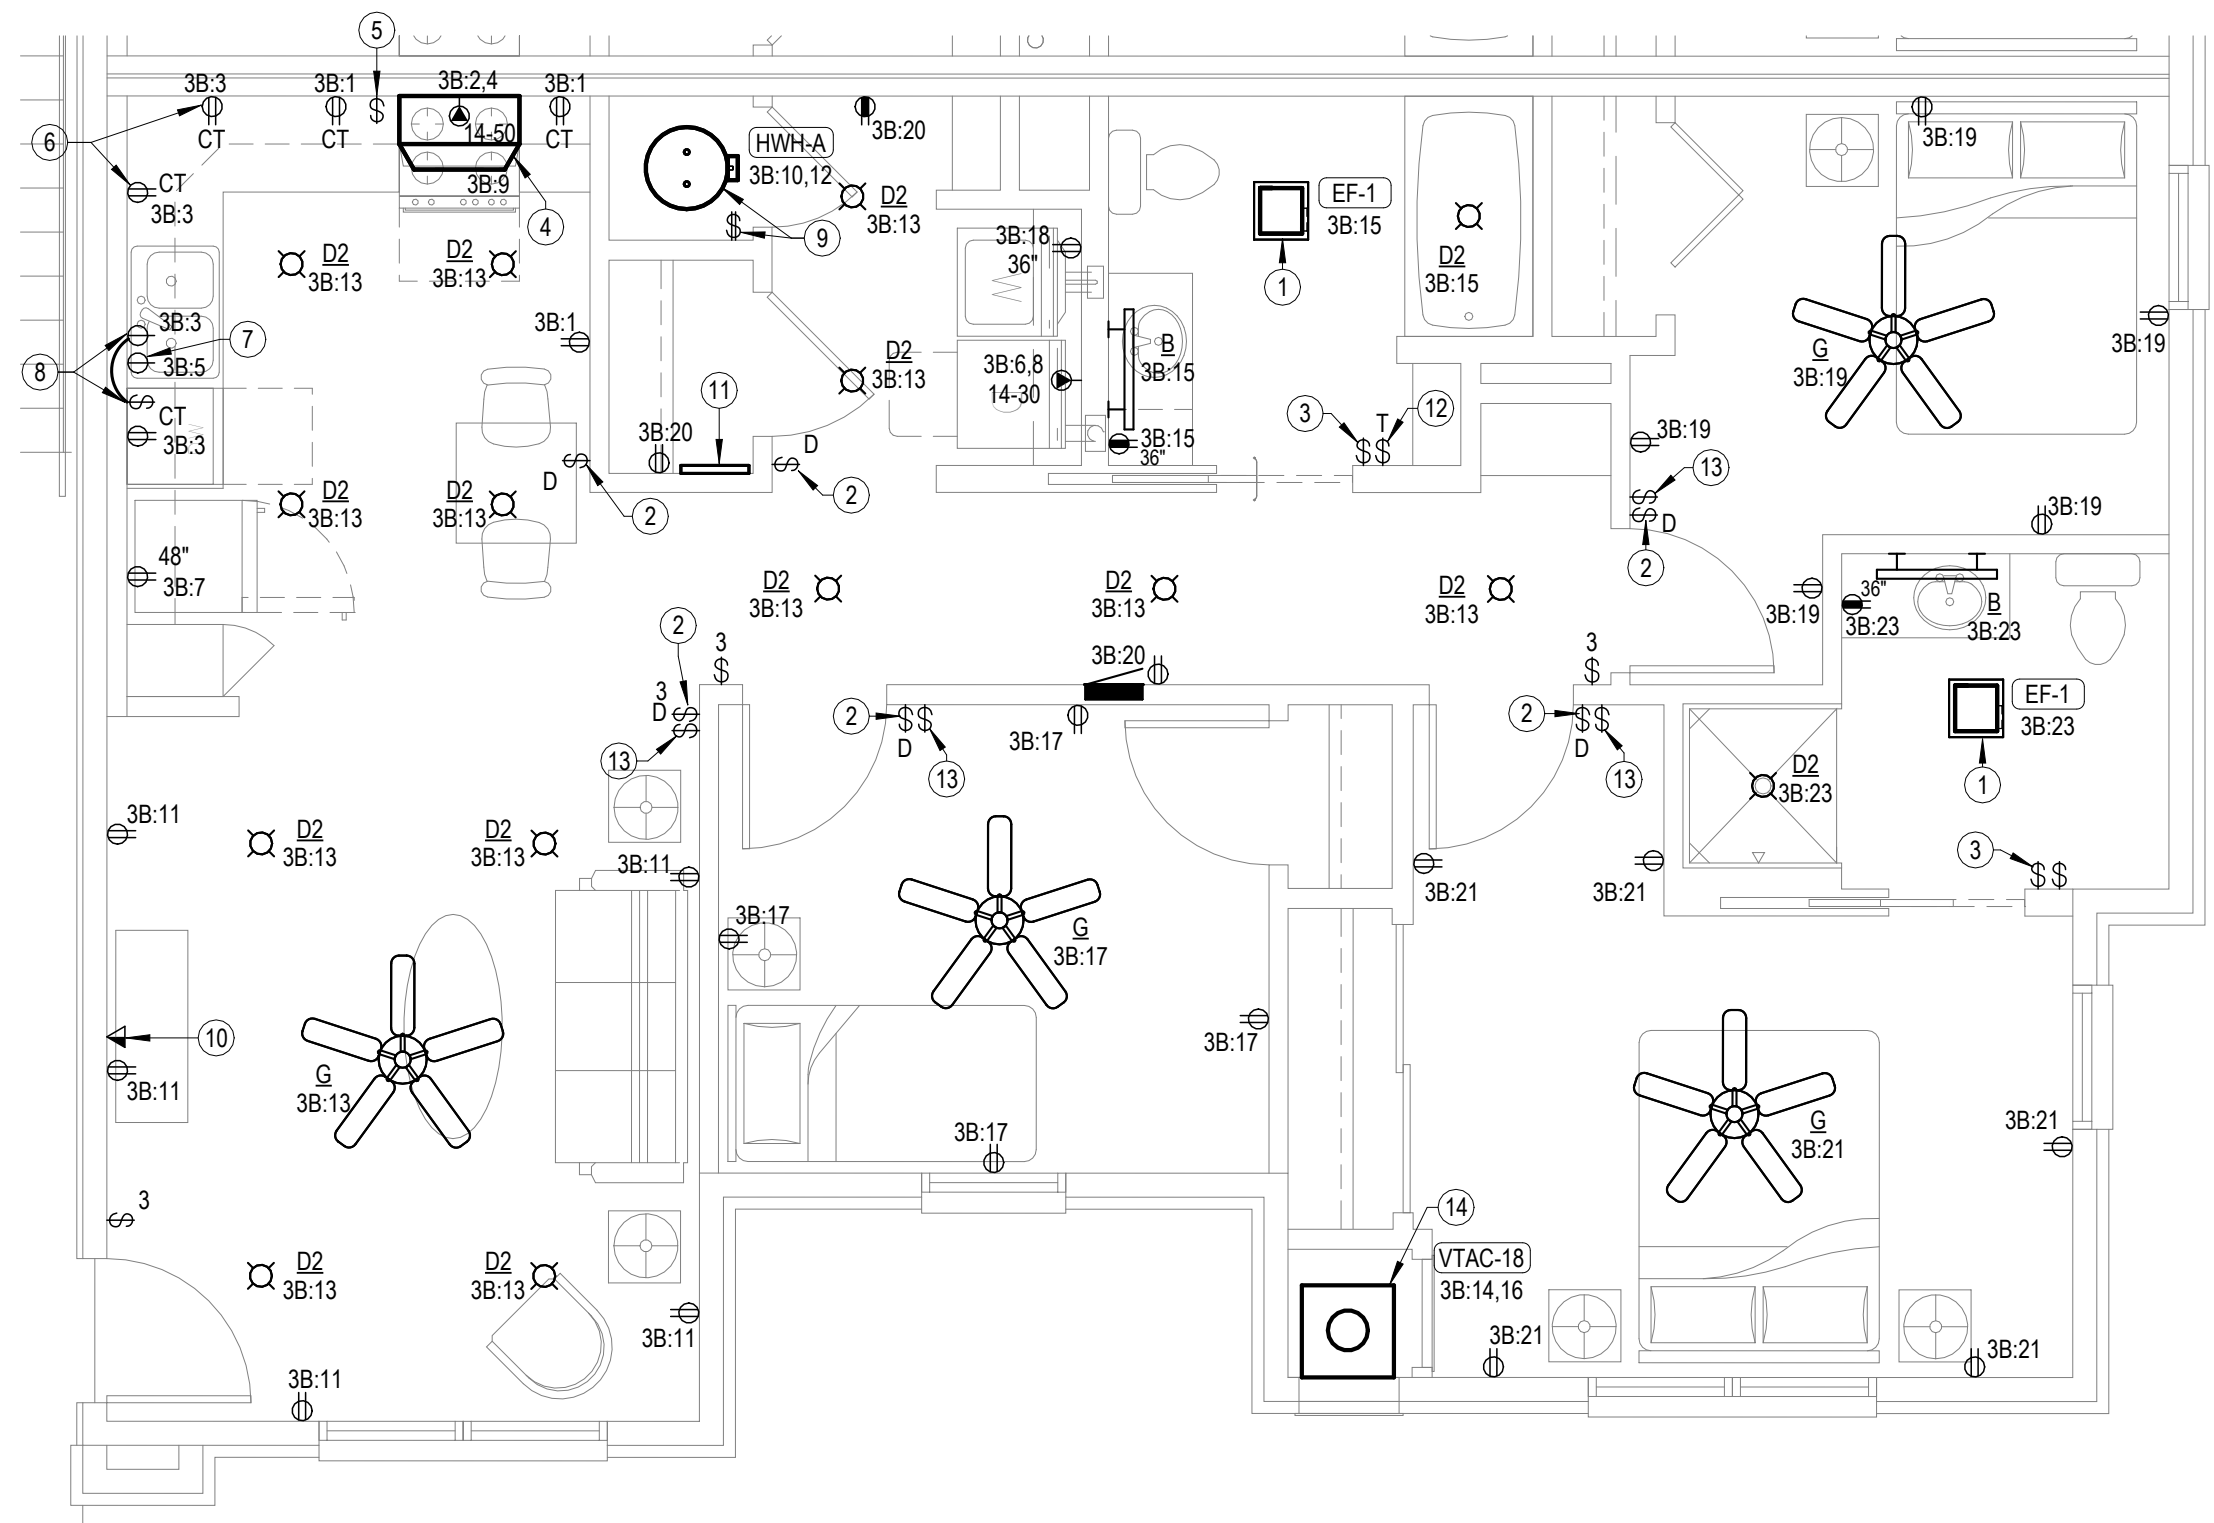 5
3B:3
3B:1
3B:2,4
3B:1
14-50
3B:20
3B:19
CT
CT
CT
6
HWH-A
3B:10,12
CT
3B:3
3B:9
4
D2
3B:13
9
EF-1
3B:15
1
D2
3B:15
D2
3B:13
D2
3B:13
3B:18
36"
3B:3
7
3B:5
8
3B:1
D2
3B:13
3B:6,8
14-30
B
3B:15
G
3B:19
3B:19
CT
3B:3
11
3B:20
D
2
D
2
3B:15
36"
3
T
12
3B:19
13
D
2
3B:19
D2
3B:13
D2
3B:13
48"
3B:7
D2
3B:13
D2
3B:13
D2
3B:13
3B:19
36"
3B:23
B
3B:23
2
3
3
D
13
3B:20
3
2
D
13
3B:17
2
D
13
EF-1
3B:23
1
D2
3B:23
3
3B:11
D2
3B:13
D2
3B:13
3B:11
3B:17
G
3B:17
3B:21
3B:21
10
3B:11
G
3B:13
3B:17
3B:17
G
3B:21
3B:21
3
D2
3B:13
D2
3B:13
3B:11
3B:11
14
VTAC-18
3B:14,16
3B:21
3B:21